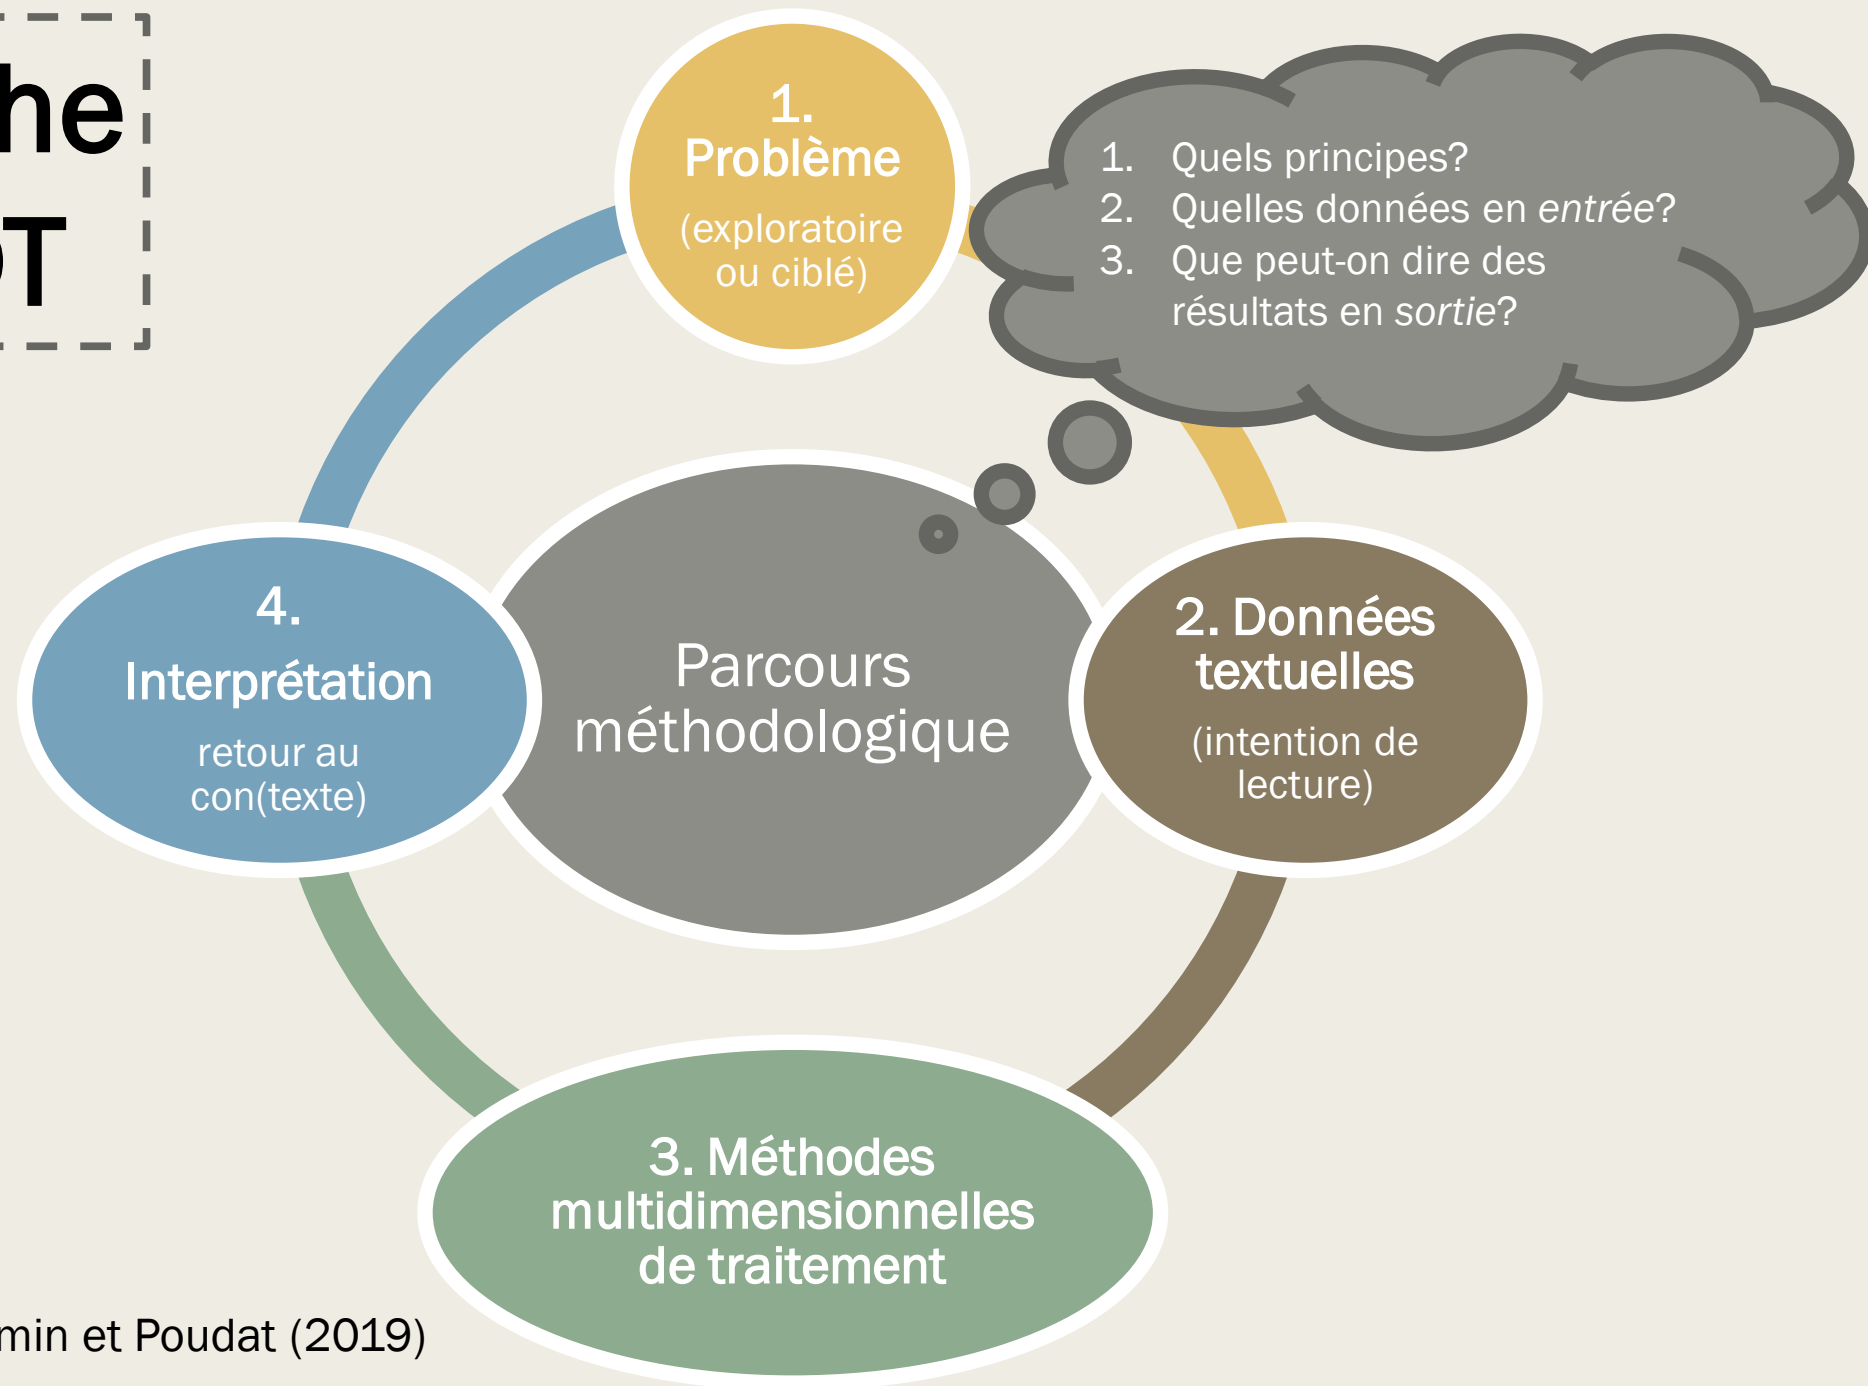 he
OT
1.
Problème
(exploratoire
ou ciblé)
1. Quels principes?
2. Quelles données en entrée?
3. Que peut-on dire des
résultats en sortie?
Parcours
méthodologique
2. Données
textuelles
(intention de
lecture)
3. Méthodes
multidimensionnelles
de traitement
4.
Interprétation
retour au
con(texte)
min et Poudat (2019)